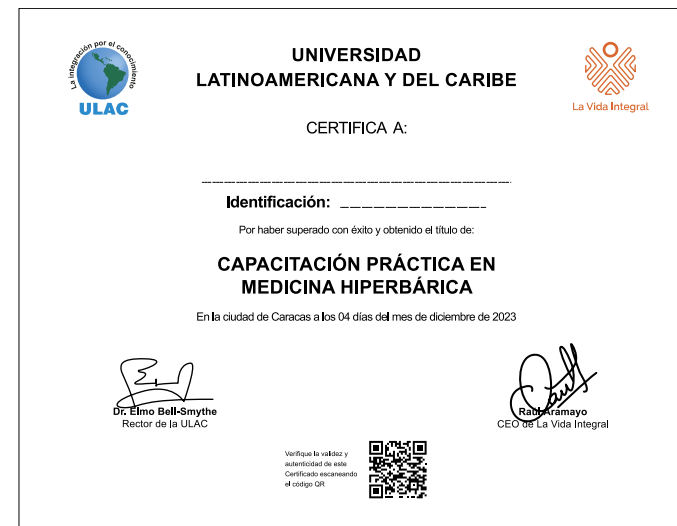 La integración por el conocimiento
ULAC
UNIVERSIDAD
LATINOAMERICANA Y DEL CARIBE
La Vida Integral
CERTIFICA A:
Identificación:
Por haber superado con éxito y obtenido el título de:
CAPACITACIÓN PRÁCTICA EN
MEDICINA HIPERBÁRICA
En la ciudad de Caracas a los 04 días del mes de diciembre de 2023
Dr. Elmo Bell-Smythe
Rector de la ULAC
Raul Aramayo
CEO de La Vida Integral
Verifique la validez y
autenticidad de este
Certificado escaneando
el código QR